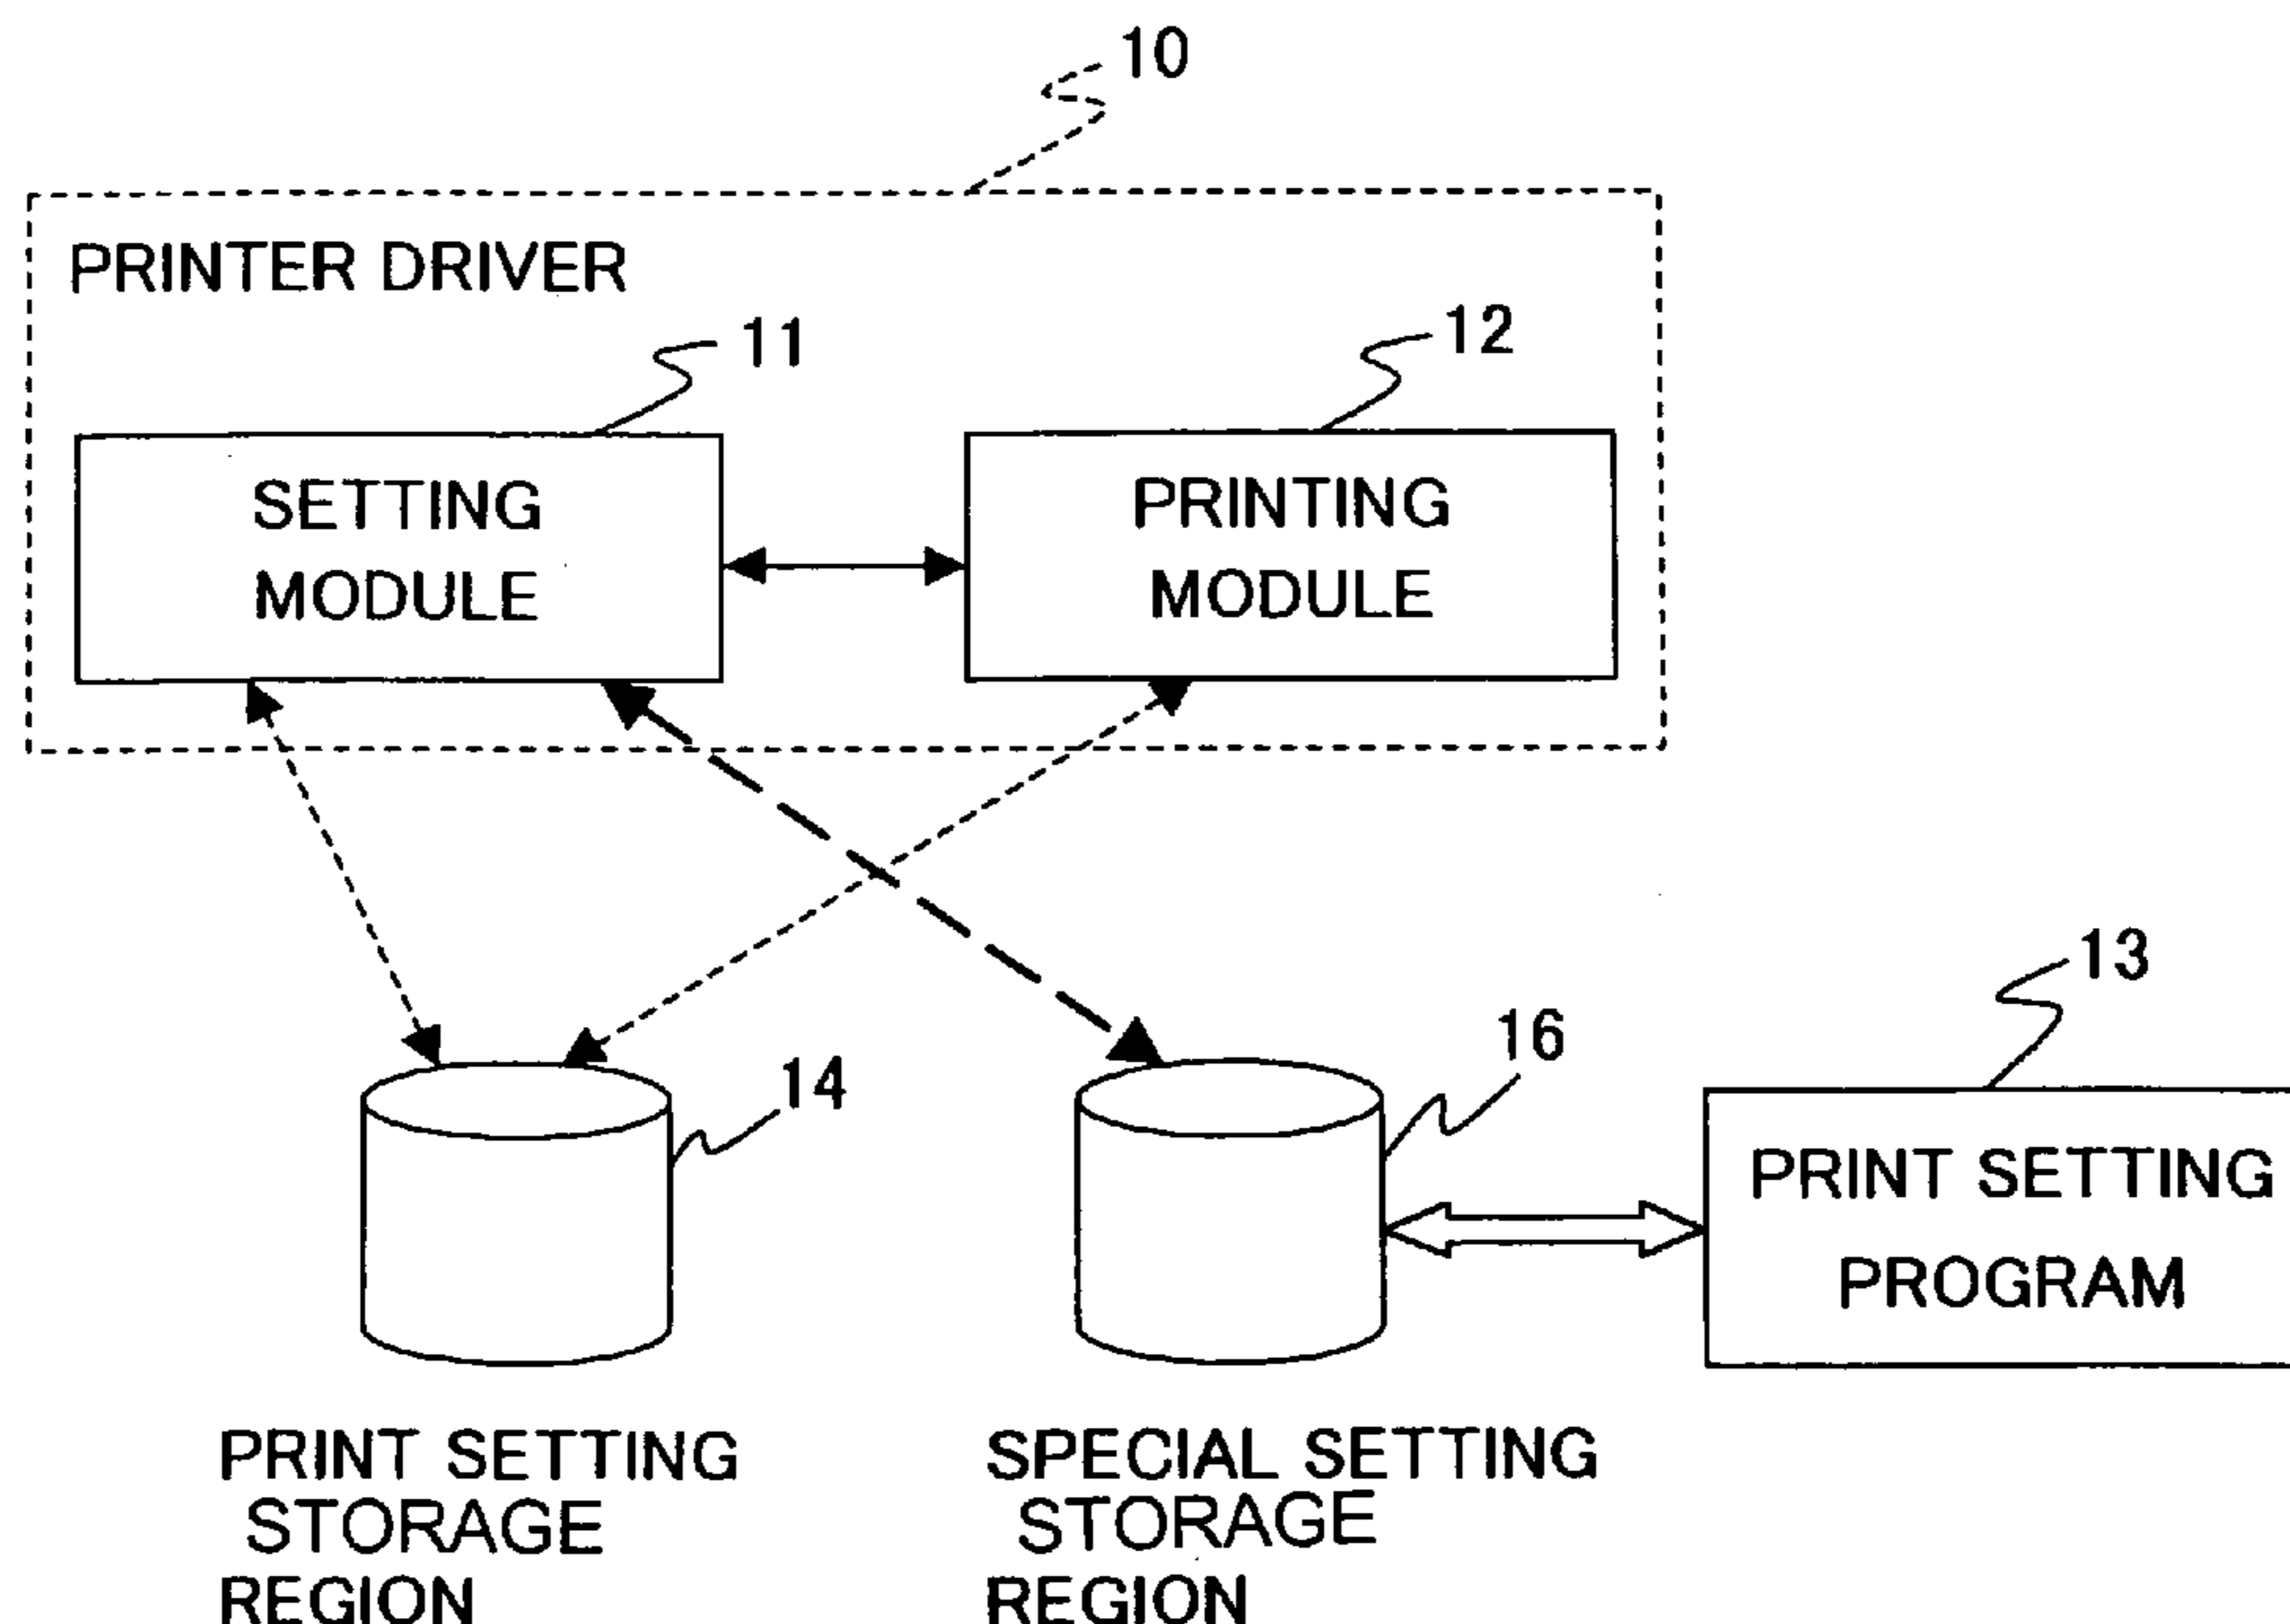 10
PRINTER DRIVER
11
12
SETTING
MODULE
PRINTING
MODULE
13
16
14
PRINT SETTING
PROGRAM
PRINT SETTING
STORAGE
REGION
SPECIAL SETTING
STORAGE
REGION